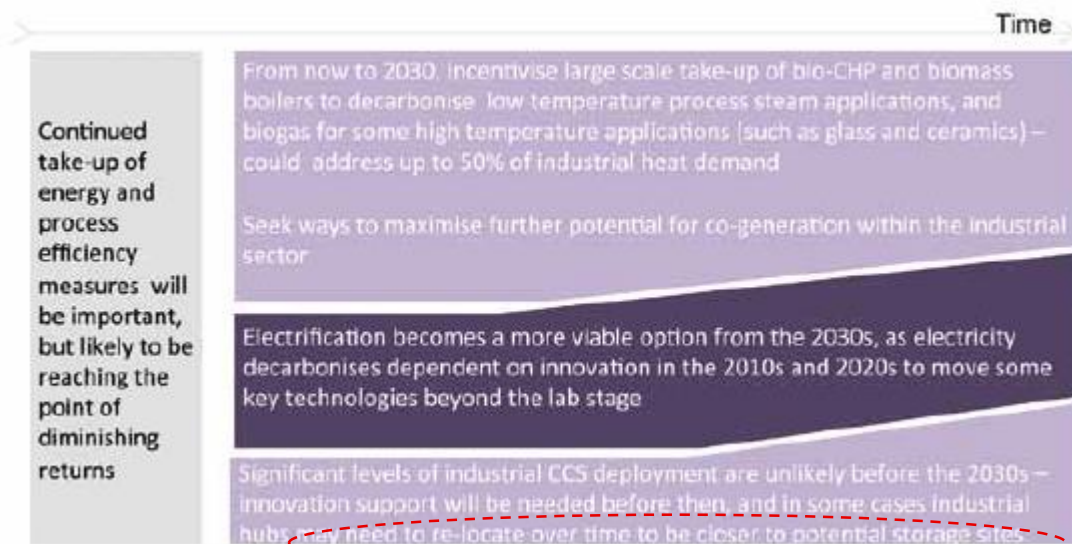 Time
Continued
take-up of
energy and
process
efficiency
measures will
be important,
but likely to be
reaching the
point of
diminishing
returns
From now to 2030, incentivise large scale take-up of bio-CHP and biomass
boilers to decarbonise low temperature process steam applications, and
biogas for some high temperature applications (such as glass and ceramics) –
could address up to 50% of industrial heat demand
Seek ways to maximise further potential for co-generation within the industrial
sector
Electrification becomes a more viable option from the 2030s, as electricity
decarbonises dependent on innovation in the 2010s and 2020s to move some
key technologies beyond the lab stage
Significant levels of industrial CCS deployment are unlikely before the 2030s –
innovation support will be needed before then, and in some cases industrial
hubs may need to re-locate over time to be closer to potential storage sites